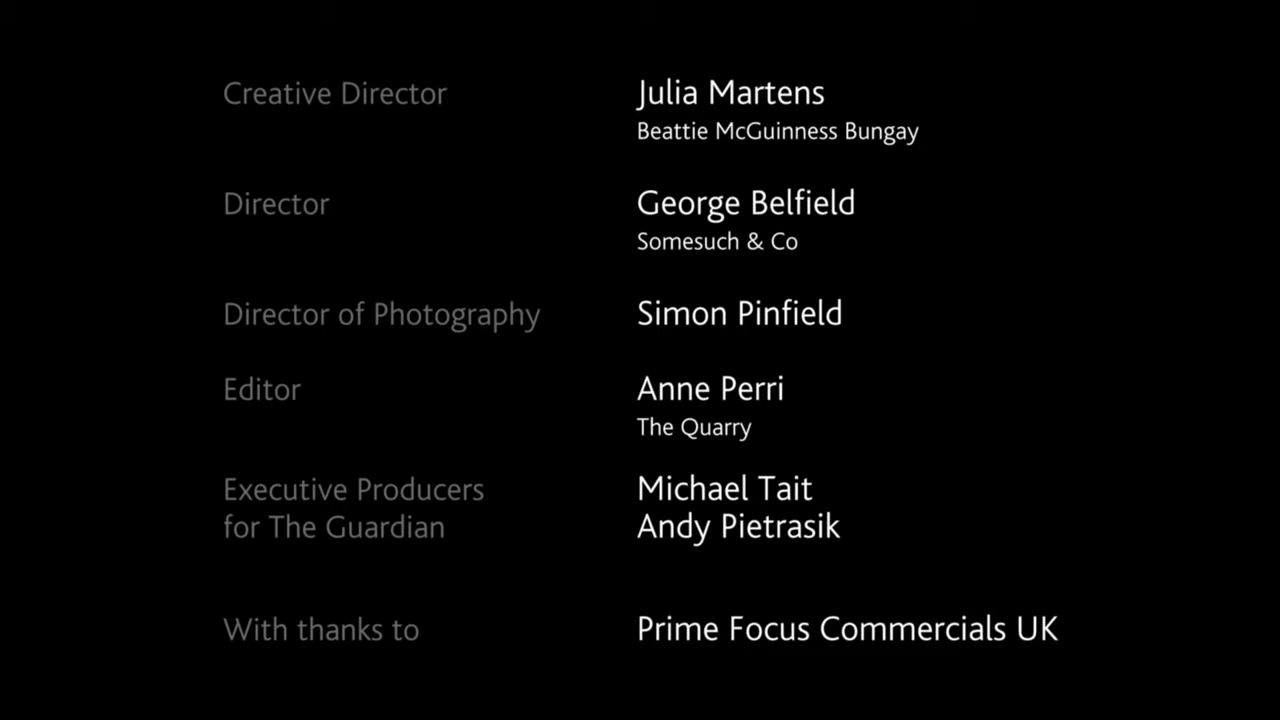 Creative Director Julia Martens
Beattie McGuinness Bungay
Director George Belfield
Somesuch & Co
Director of Photography Simon Pinfield
Editor Anne Perri
The Quarry
Executive Producers Michael Tait
for The Guardian Andy Pietrasik
With thanks to Prime Focus Commercials UK